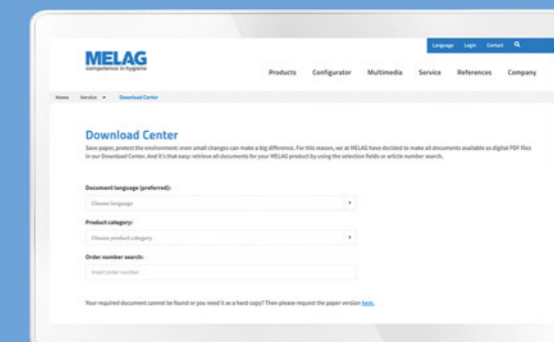 Language Login Contact
MELAG
competence in hygiene
Products Configurator Multimedia Service References Company
Home Service Download Center
Download Center
Save paper, protect the environment: even small changes can make a big difference. For this reason, we at MELAG have decided to make all documents available as digital PDF files
in our Download Center. And it's that easy: retrieve all documents for your MELAG product by using the selection fields or article number search.
Document language (preferred):
Choose language
Product category:
Choose product category
Order number search:
Insert order number
Your required document cannot be found or you need it as a hard copy? Then please request the paper version here.